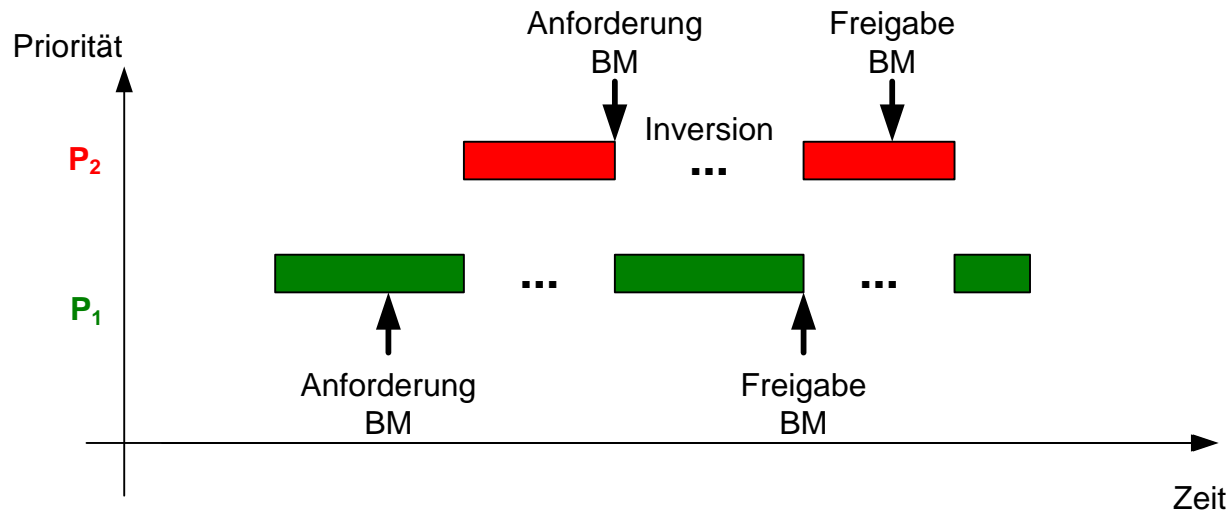 Anforderung
BM
Freigabe
BM
Priorität
Inversion
P₂
...
...
...
P₁
Anforderung
BM
Freigabe
BM
Zeit